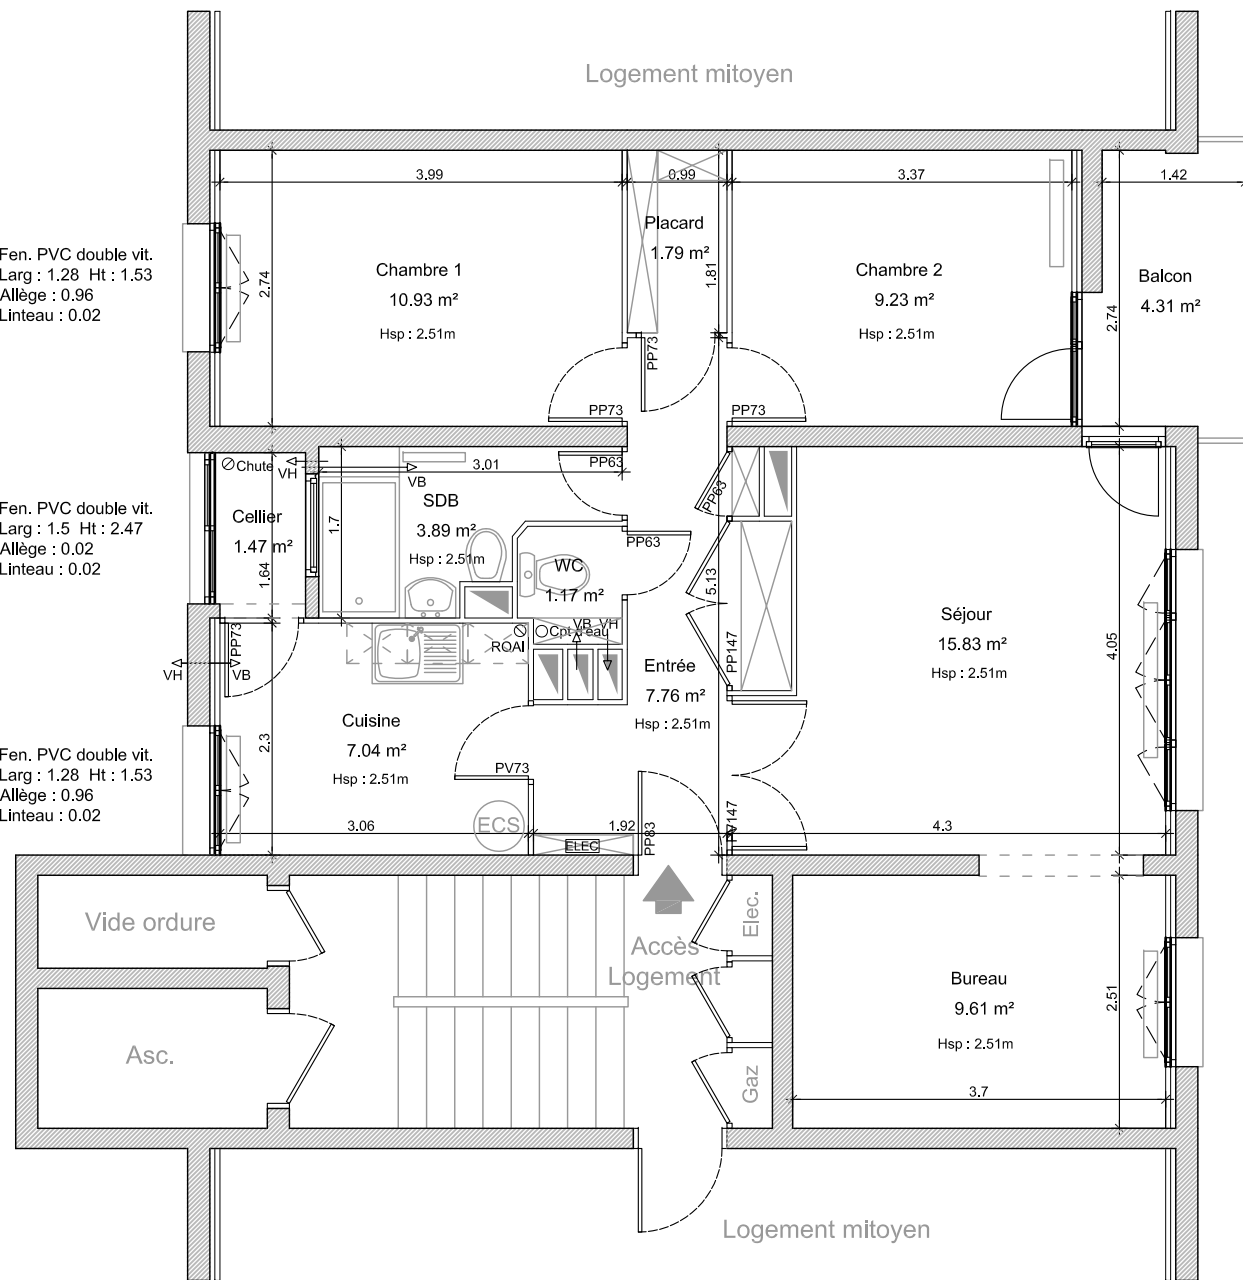 Logement mitoyen
3.99
0.99
3.37
1.42
Placard
1.79 m²
1.81
Chambre 1
10.93 m²
Hsp : 2.51m
2.74
Chambre 2
9.23 m²
Hsp : 2.51m
Balcon
4.31 m²
2.74
Fen. PVC double vit.
Larg : 1.28 Ht : 1.53
Allège : 0.96
Linteau : 0.02
PP73
PP73
PP73
Chute
VH
VB
3.01
PP63
PP63
SDB
3.89 m²
Hsp : 2.51m
1.7
Fen. PVC double vit.
Larg : 1.5 Ht : 2.47
Allège : 0.02
Linteau : 0.02
Cellier
1.47 m²
1.64
PP63
WC
1.17 m²
5.13
Séjour
15.83 m²
Hsp : 2.51m
4.05
VB
VH
Cpt d'eau
ROAI
PP73
VH
VB
PP147
Entrée
7.76 m²
Hsp : 2.51m
Cuisine
7.04 m²
Hsp : 2.51m
2.3
Fen. PVC double vit.
Larg : 1.28 Ht : 1.53
Allège : 0.96
Linteau : 0.02
PV73
ECS
3.06
1.92
4.3
ELEC
PP83
Vide ordure
Accès
Logement
Elec.
Bureau
9.61 m²
Hsp : 2.51m
2.51
Asc.
Gaz
3.7
Logement mitoyen